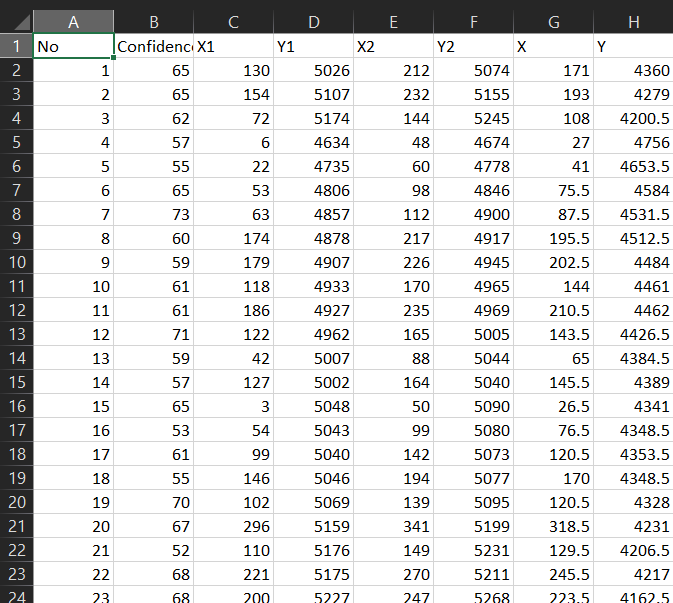 A B C D E F G H
1 No Confidenc X1 Y1 X2 Y2 X Y
2 1 65 130 5026 212 5074 171 4360
3 2 65 154 5107 232 5155 193 4279
4 3 62 72 5174 144 5245 108 4200.5
5 4 57 6 4634 48 4674 27 4756
6 5 55 22 4735 60 4778 41 4653.5
7 6 65 53 4806 98 4846 75.5 4584
8 7 73 63 4857 112 4900 87.5 4531.5
9 8 60 174 4878 217 4917 195.5 4512.5
10 9 59 179 4907 226 4945 202.5 4484
11 10 61 118 4933 170 4965 144 4461
12 11 61 186 4927 235 4969 210.5 4462
13 12 71 122 4962 165 5005 143.5 4426.5
14 13 59 42 5007 88 5044 65 4384.5
15 14 57 127 5002 164 5040 145.5 4389
16 15 65 3 5048 50 5090 26.5 4341
17 16 53 54 5043 99 5080 76.5 4348.5
18 17 61 99 5040 142 5073 120.5 4353.5
19 18 55 146 5046 194 5077 170 4348.5
20 19 70 102 5069 139 5095 120.5 4328
21 20 67 296 5159 341 5199 318.5 4231
22 21 52 110 5176 149 5231 129.5 4206.5
23 22 68 221 5175 270 5211 245.5 4217
24 23 68 200 5227 247 5268 223.5 4162.5